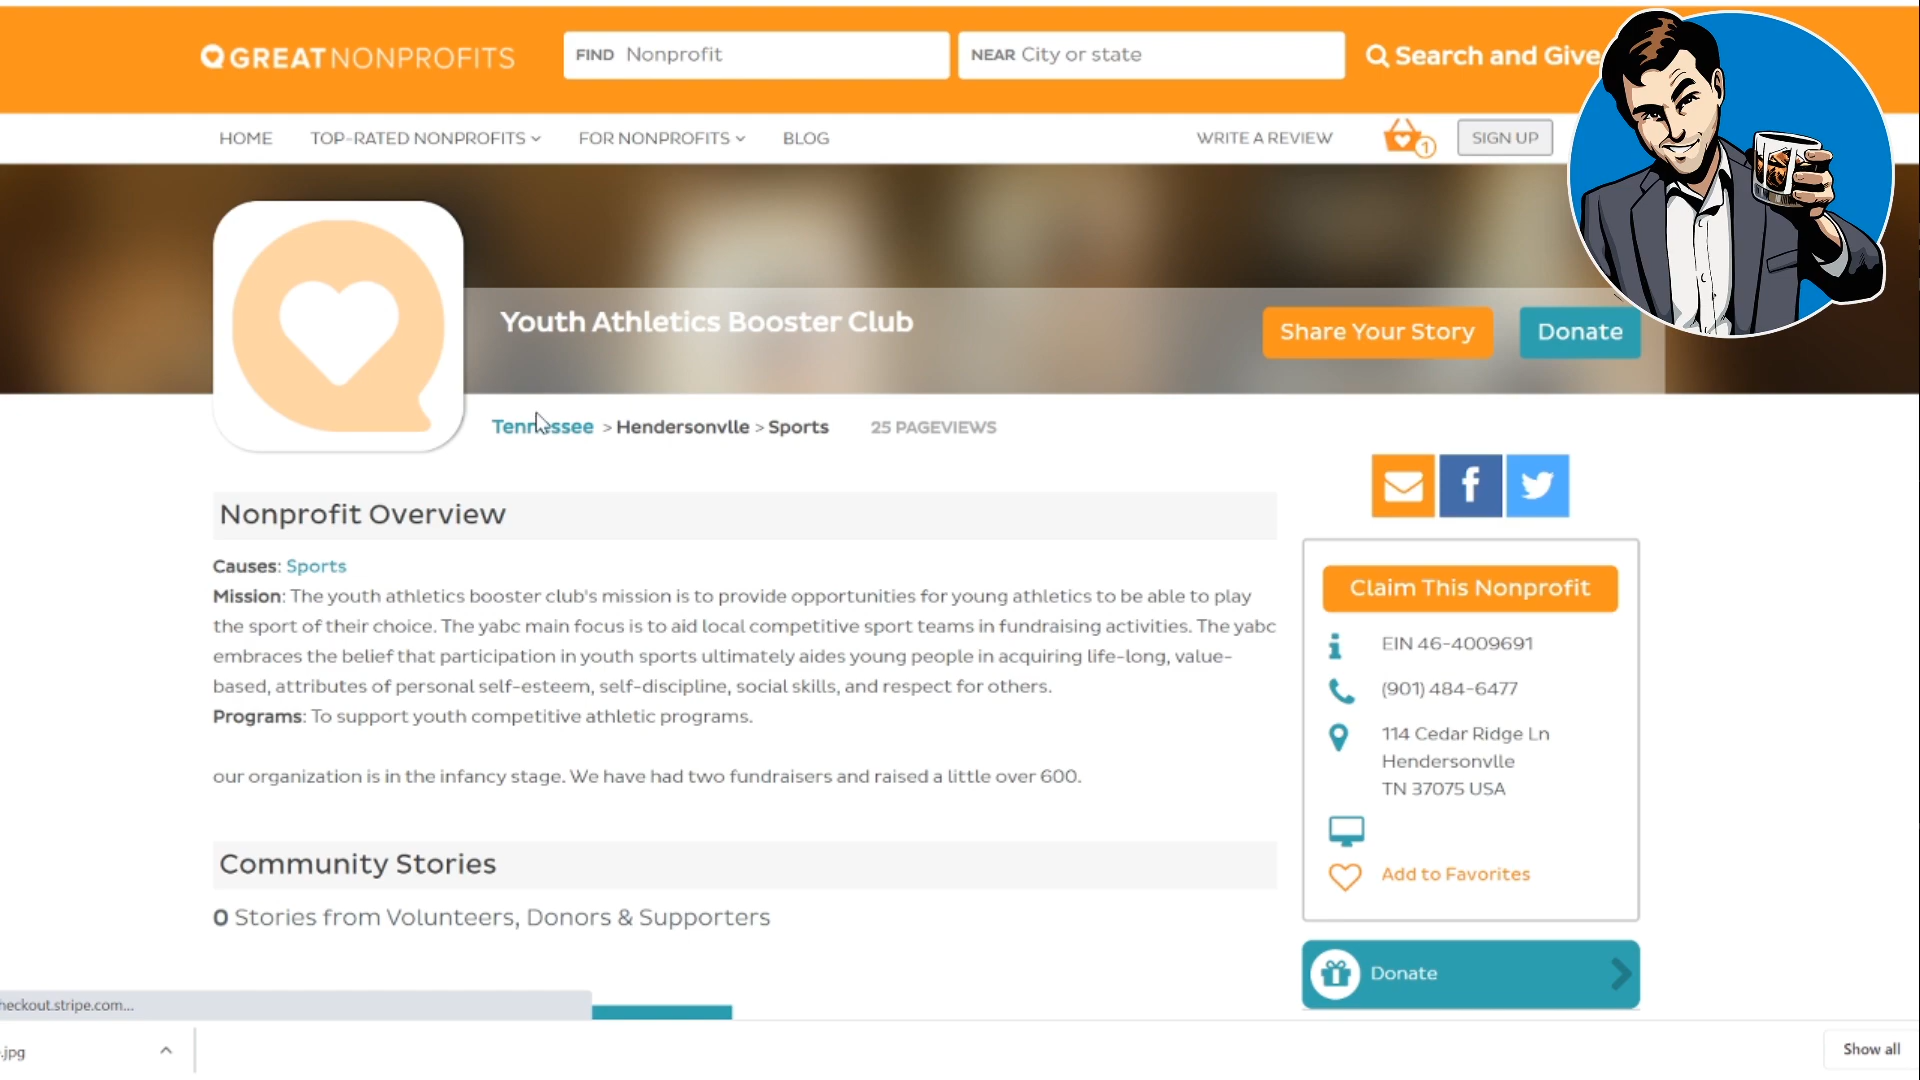 GREATNONPROFITS
FIND Nonprofit
NEAR City or state
Search and Give
HOME
TOP-RATED NONPROFITS
FOR NONPROFITS
BLOG
WRITE A REVIEW
1
SIGN UP
Youth Athletics Booster Club
Share Your Story
Donate
Tennessee > Hendersonvlle > Sports
25 PAGEVIEWS
Nonprofit Overview
Causes: Sports
Mission: The youth athletics booster club's mission is to provide opportunities for young athletics to be able to play
the sport of their choice. The yabc main focus is to aid local competitive sport teams in fundraising activities. The yabc
embraces the belief that participation in youth sports ultimately aides young people in acquiring life-long, value-
based, attributes of personal self-esteem, self-discipline, social skills, and respect for others.
Programs: To support youth competitive athletic programs.
our organization is in the infancy stage. We have had two fundraisers and raised a little over 600.
Community Stories
0 Stories from Volunteers, Donors & Supporters
f
Claim This Nonprofit
EIN 46-4009691
(901) 484-6477
114 Cedar Ridge Ln
Hendersonvlle
TN 37075 USA
Add to Favorites
Donate
heckout.stripe.com...
.jpg
Show all